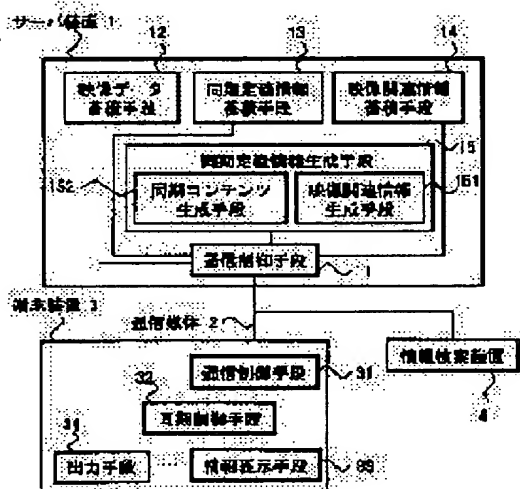 サーバ装置 1
12
13
14
映像データ
蓄積手段
同期定義情報
蓄積手段
映像関連情報
蓄積手段
15
同期定義情報生成手段
152
同期コンテンツ
生成手段
映像関連情報
生成手段
151
通信制御手段
1
端末装置 3
通信媒体 2
通信制御手段
31
情報検索装置
4
32
同期制御手段
34
出力手段
情報表示手段
33